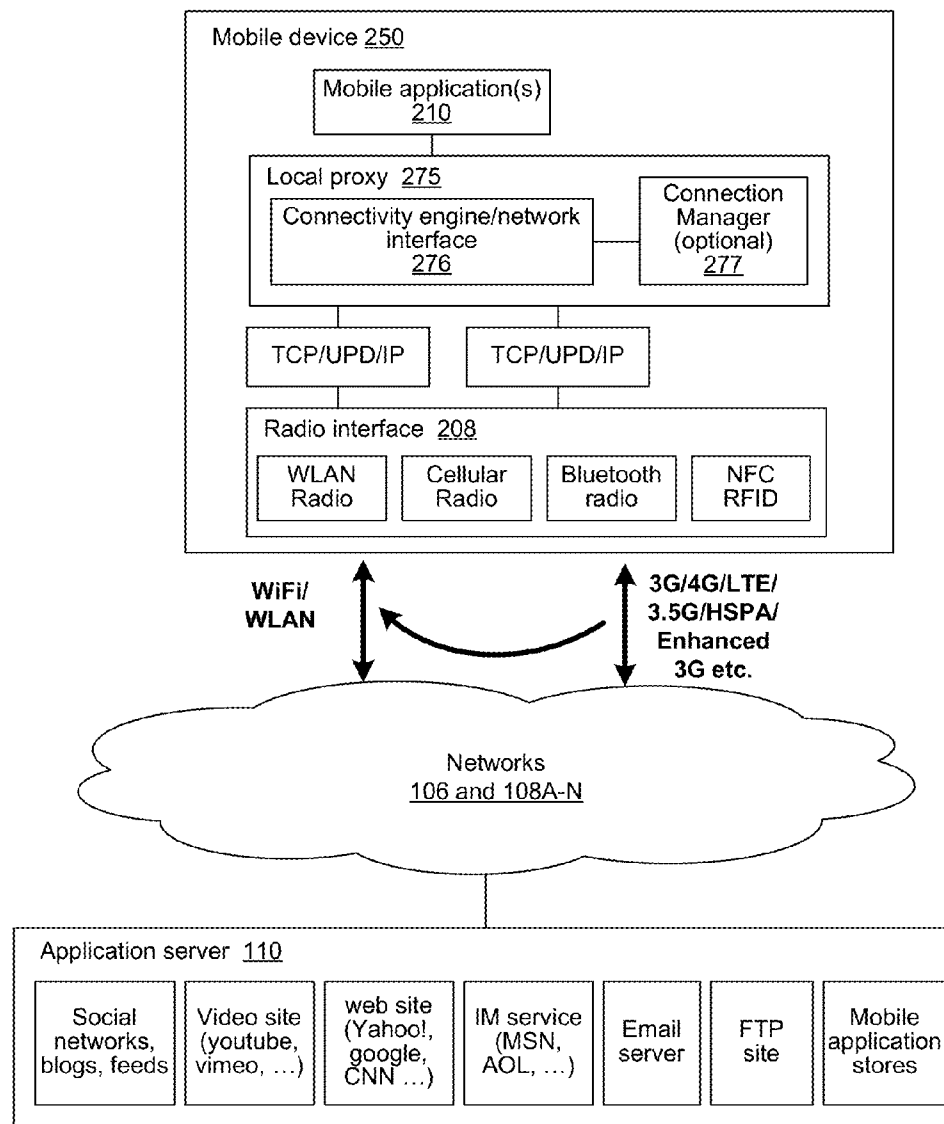 Mobile device 250
Mobile application(s)
210
Local proxy 275
Connectivity engine/network
interface
276
Connection
Manager
(optional)
277
TCP/UPD/IP
TCP/UPD/IP
Radio interface 208
WLAN
Radio
Cellular
Radio
Bluetooth
radio
NFC
RFID
WiFi/
WLAN
3G/4G/LTE/
3.5G/HSPA/
Enhanced
3G etc.
Networks
106 and 108A-N
Application server 110
Social
networks,
blogs, feeds
Video site
(youtube,
vimeo, ...)
web site
(Yahoo!,
google,
CNN ...)
IM service
(MSN,
AOL, ...)
Email
server
FTP
site
Mobile
application
stores